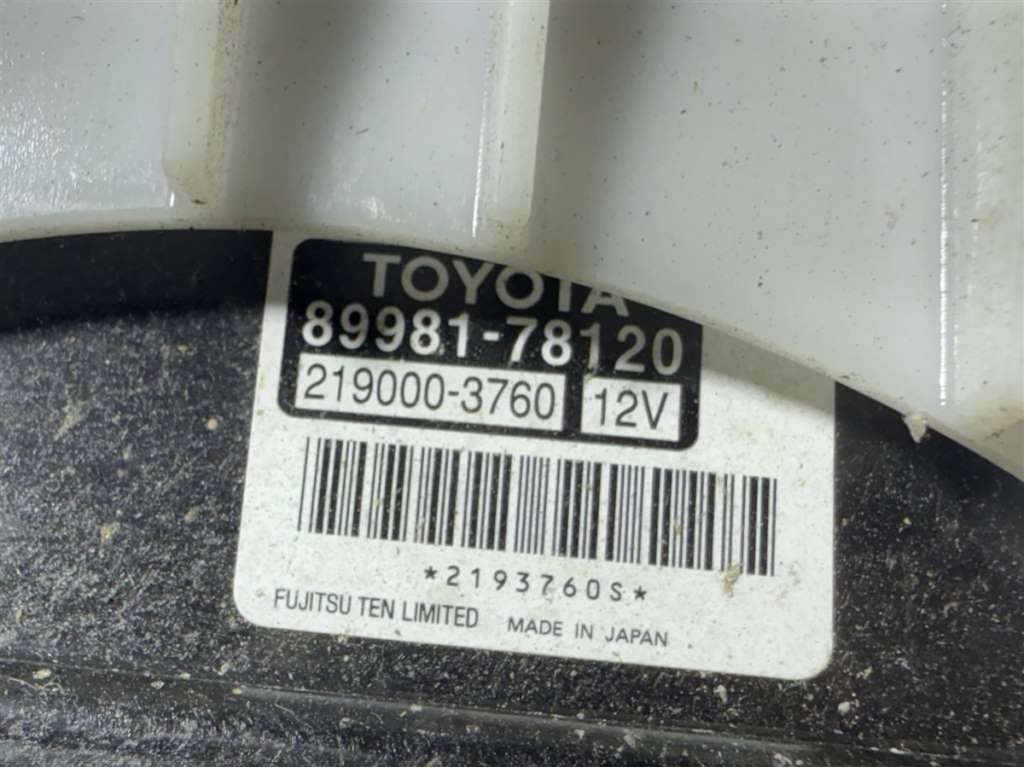 TOYOTA
89981-78120
219000-3760 12V
*2193760S*
FUJITSU TEN LIMITED MADE IN JAPAN